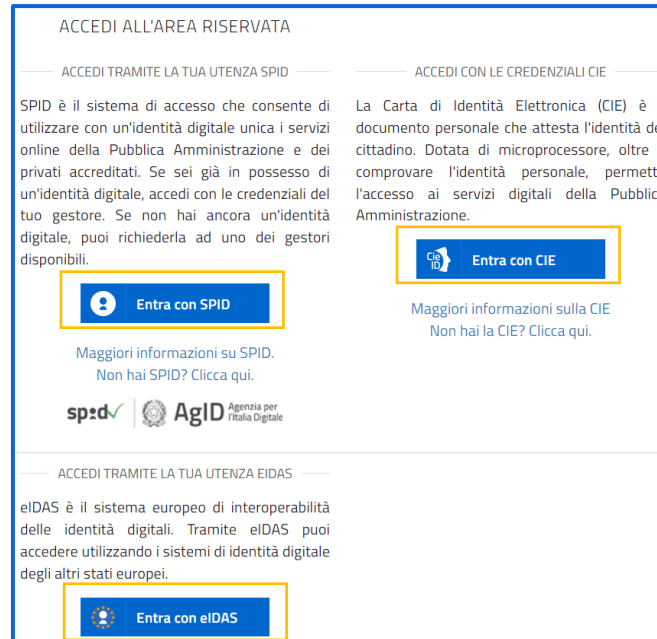 ACCEDI ALL'AREA RISERVATA
ACCEDI TRAMITE LA TUA UTENZA SPID
SPID è il sistema di accesso che consente di
utilizzare con un'identità digitale unica i servizi
online della Pubblica Amministrazione e dei
privati accreditati. Se sei già in possesso di
un'identità digitale, accedi con le credenziali del
tuo gestore. Se non hai ancora un'identità
digitale, puoi richiederla ad uno dei gestori
disponibili.
Entra con SPID
Maggiori informazioni su SPID.
Non hai SPID? Clicca qui.
spid
AgID Agenzia per
l'Italia Digitale
ACCEDI CON LE CREDENZIALI CIE
La Carta di Identità Elettronica (CIE) è
documento personale che attesta l'identità de
cittadino. Dotata di microprocessore, oltre
comprovare l'identità personale, permett
l'accesso ai servizi digitali della Pubblic
Amministrazione.
Cie
ID
Entra con CIE
Maggiori informazioni sulla CIE
Non hai la CIE? Clicca qui.
ACCEDI TRAMITE LA TUA UTENZA EIDAS
eIDAS è il sistema europeo di interoperabilità
delle identità digitali. Tramite eIDAS puoi
accedere utilizzando i sistemi di identità digitale
degli altri stati europei.
Entra con eIDAS